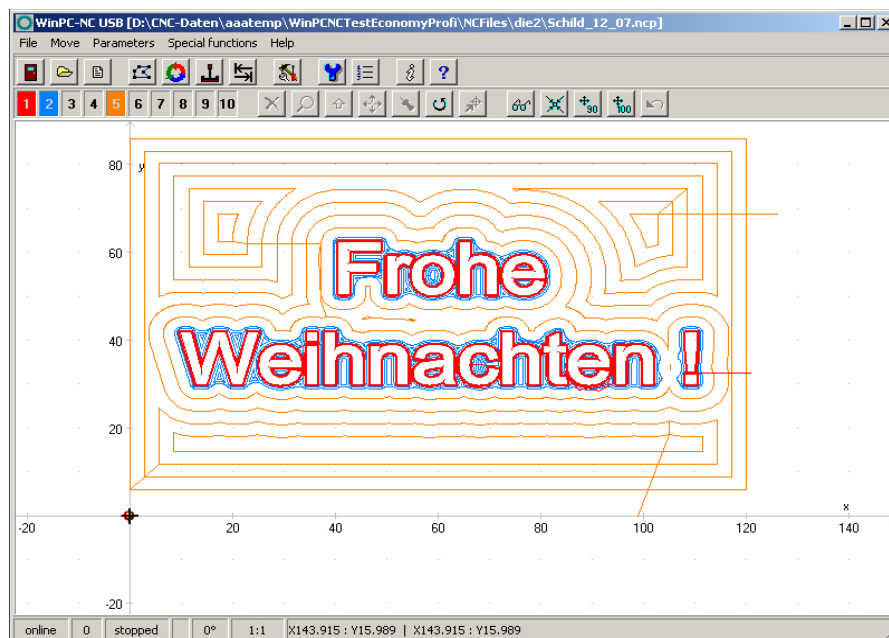 WinPC-NC USB [D:\CNC-Daten\aaatemp\WinPCNCTestEconomyProfi\NCFiles\die2\Schild_12_07.ncp]
File Move Parameters Special functions Help
1 2 3 4 5 6 7 8 9 10 90 100
80
y
60
Frohe
40
Weihnachten !
20
x
-20 0 20 40 60 80 100 120 140
-20
online 0 stopped 0° 1:1 X143.915 : Y15.989 | X143.915 : Y15.989